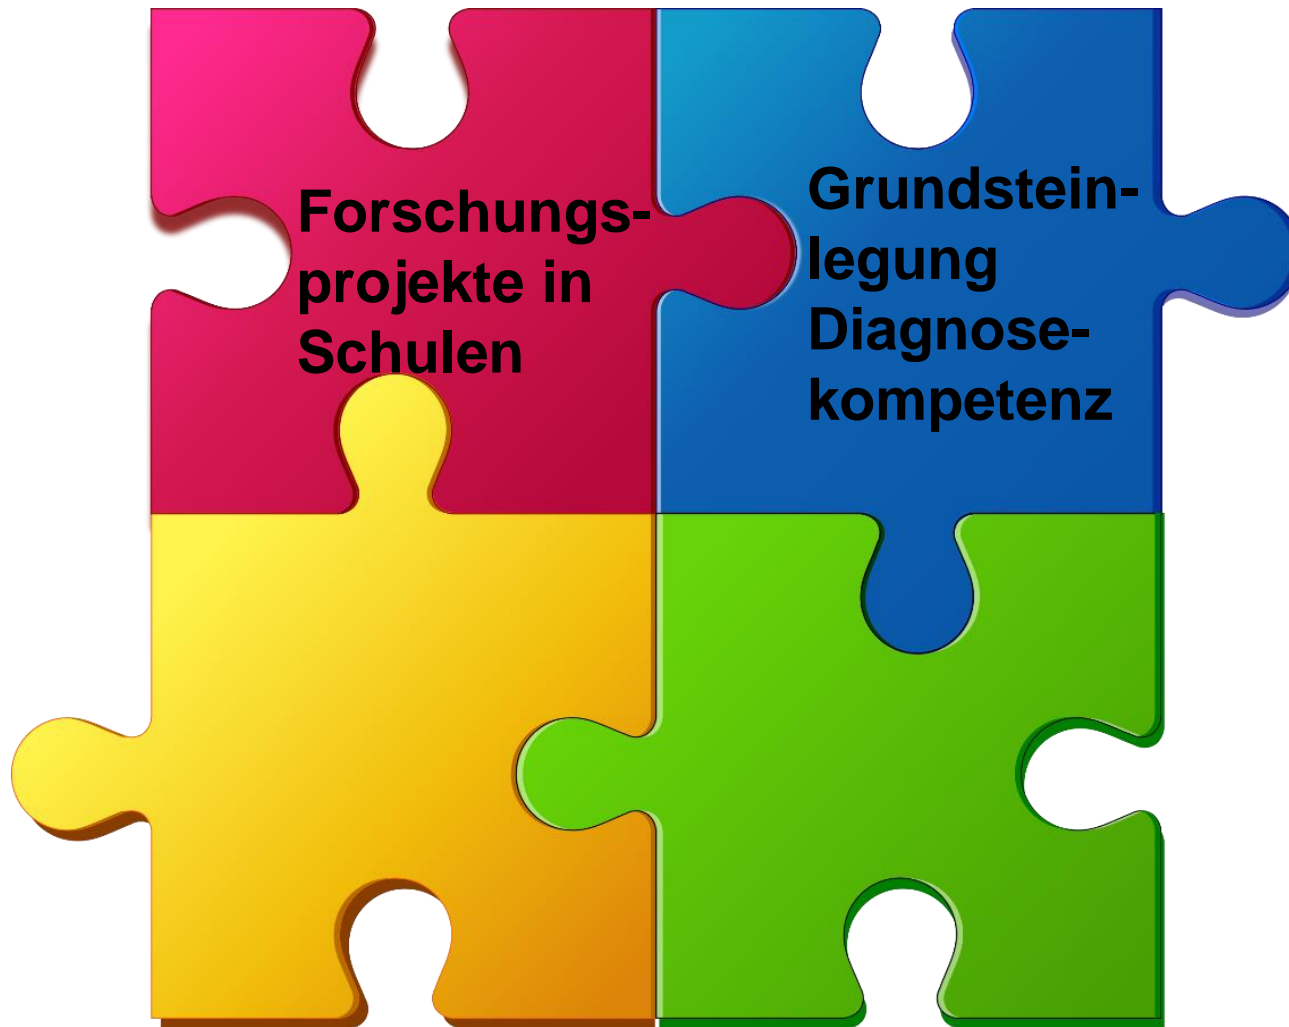 Forschungs-
projekte in
Schulen
Grundstein-
legung
Diagnose-
kompetenz